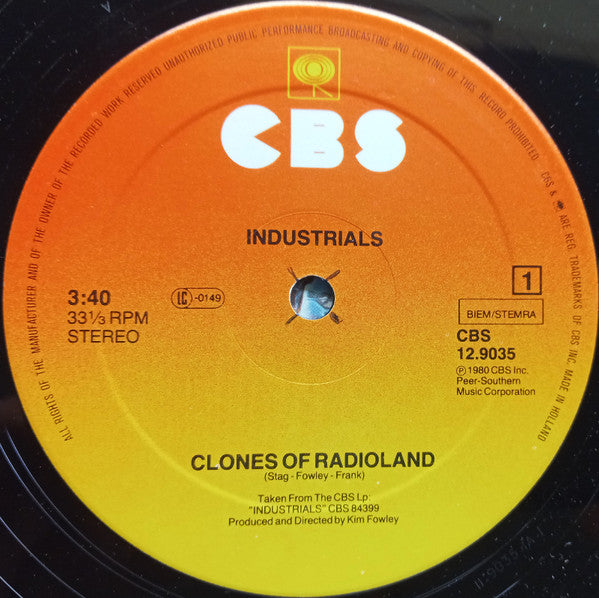 ALL RIGHTS OF THE MANUFACTURER AND OF THE OWNER OF THE RECORDED WORK RESERVED UNAUTHORIZED PUBLIC PERFORMANCE BROADCASTING AND COPYING OF THIS RECORD PROHIBITED. CBS & ARE REG. TRADEMARKS OF CBS INC. MADE IN HOLLAND
CBS
INDUSTRIALS
3:40
33⅓ RPM
STEREO
LC-0149
1
BIEM/STEMRA
CBS
12.9035
℗ 1980 CBS Inc.
Peer-Southern
Music Corporation
CLONES OF RADIOLAND
(Stag - Fowley - Frank)
Taken From The CBS Lp:
"INDUSTRIALS" CBS 84399
Produced and Directed by Kim Fowley